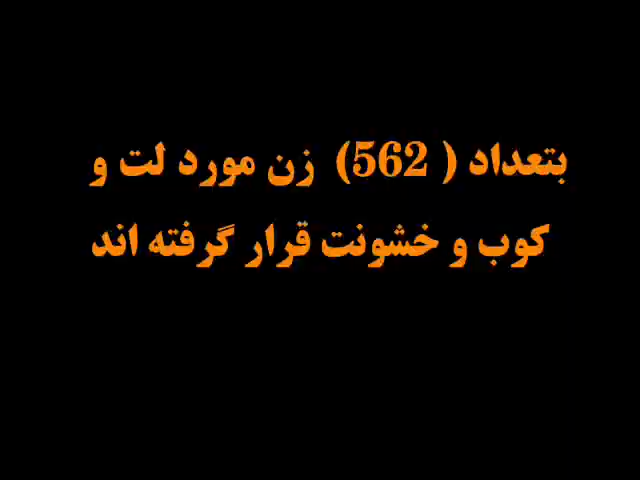 بتعداد ( 562) زن مورد لت و
کوب و خشونت قرار گرفته اند